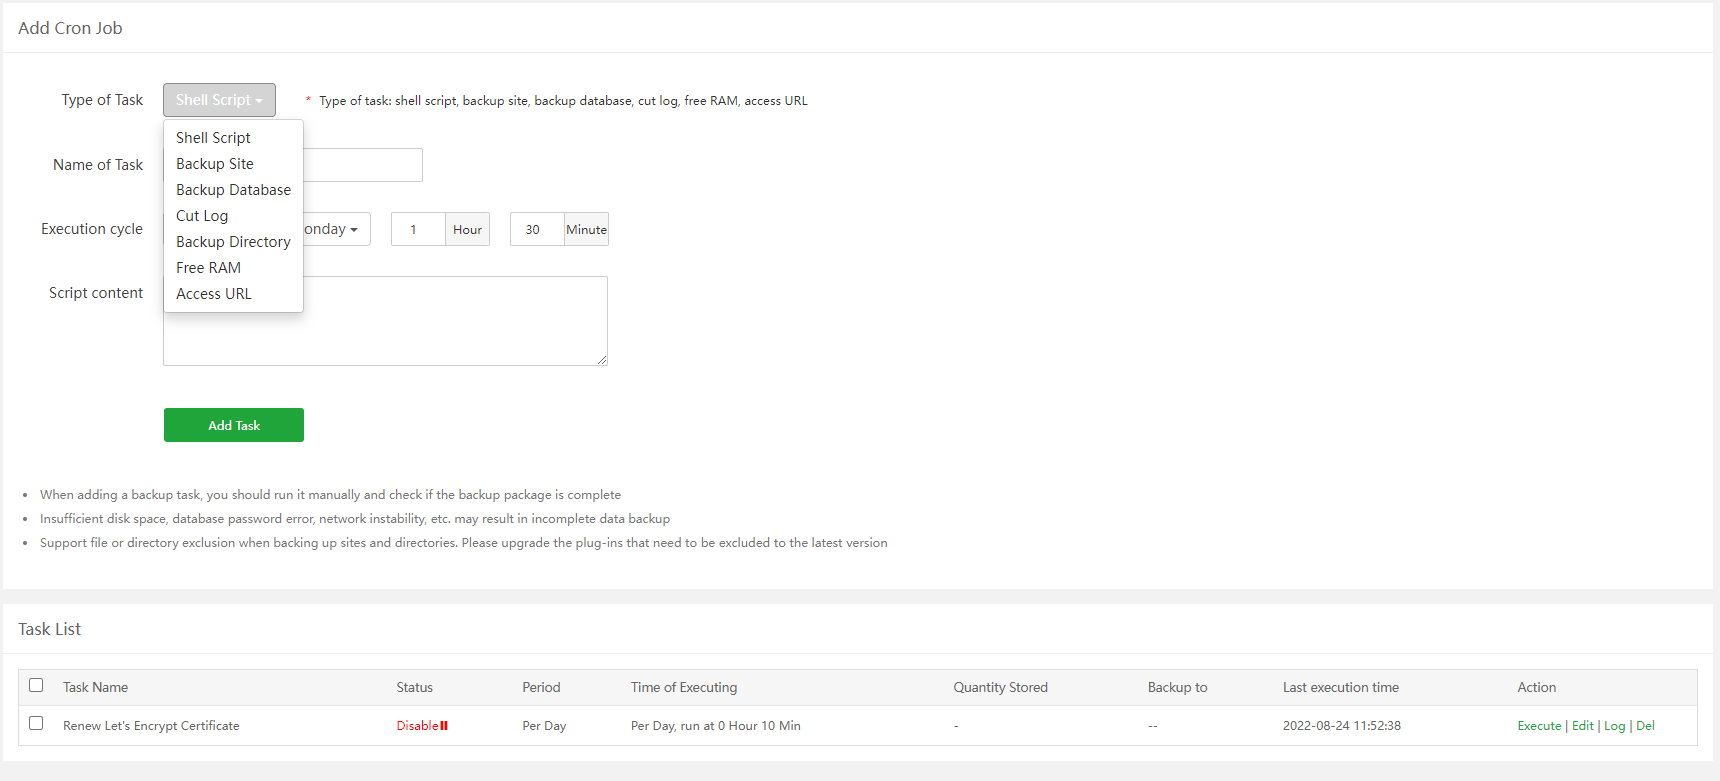 Add Cron Job
Type of Task
Shell Script
* Type of task: shell script, backup site, backup database, cut log, free RAM, access URL
Shell Script
Backup Site
Backup Database
Cut Log
Backup Directory
Free RAM
Access URL
Name of Task
Execution cycle
onday
1 Hour
30 Minute
Script content
Add Task
• When adding a backup task, you should run it manually and check if the backup package is complete
• Insufficient disk space, database password error, network instability, etc. may result in incomplete data backup
• Support file or directory exclusion when backing up sites and directories. Please upgrade the plug-ins that need to be excluded to the latest version
Task List
Task Name Status Period Time of Executing Quantity Stored Backup to Last execution time Action
Renew Let's Encrypt Certificate Disable Per Day Per Day, run at 0 Hour 10 Min - -- 2022-08-24 11:52:38 Execute | Edit | Log | Del